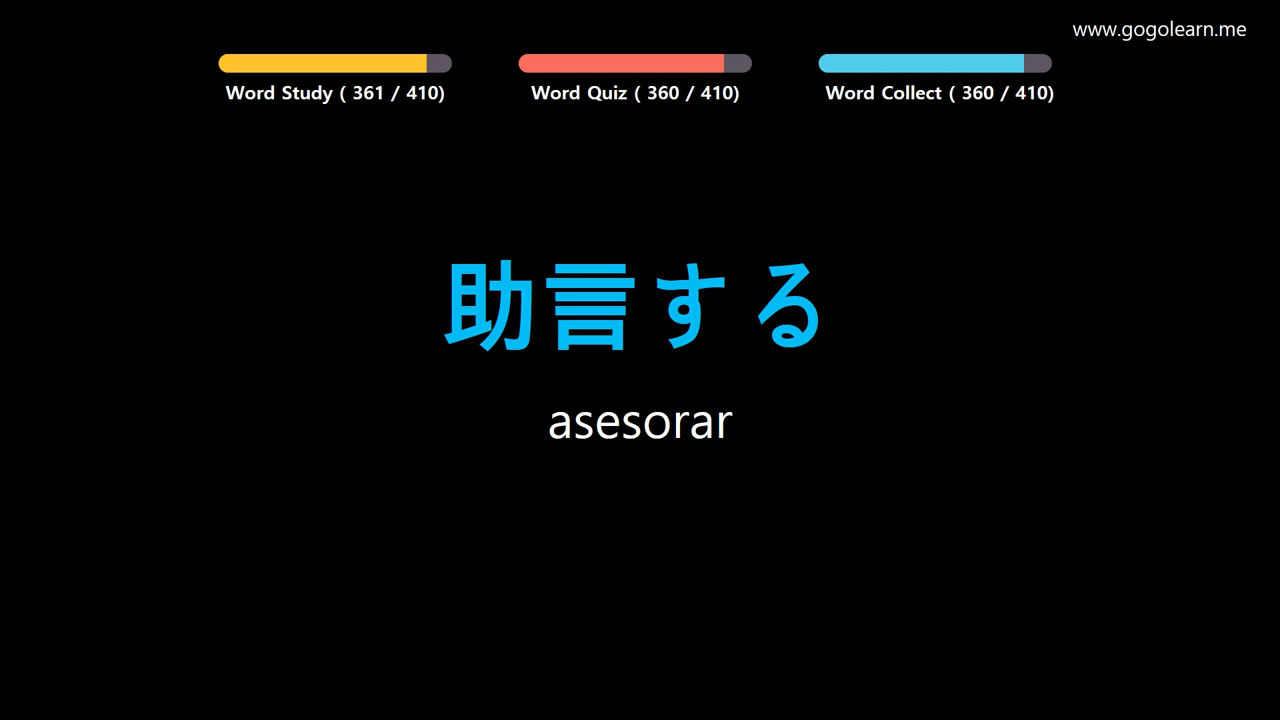 www.gogolearn.me
Word Study ( 361 / 410)
Word Quiz ( 360 / 410)
Word Collect ( 360 / 410)
助言する
asesorar